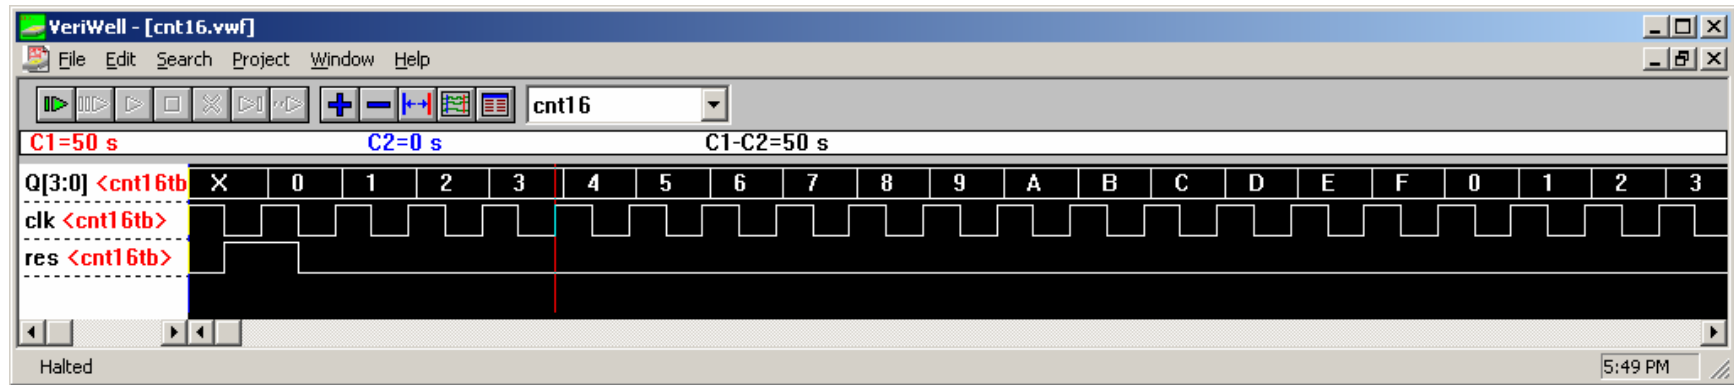 VeriWell - [cnt16.vwf]
File Edit Search Project Window Help
cnt16
C1=50 s C2=0 s C1-C2=50 s
Q[3:0] <cnt16tb X 0 1 2 3 4 5 6 7 8 9 A B C D E F 0 1 2 3
clk <cnt16tb>
res <cnt16tb>
Halted 5:49 PM